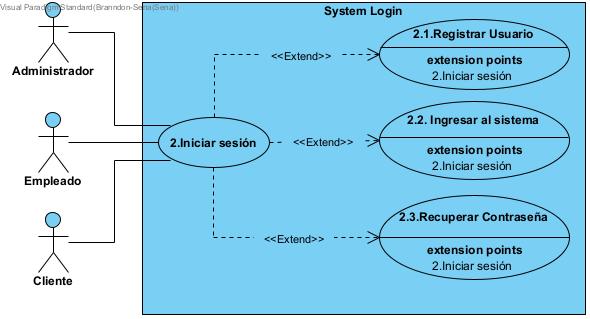 Visual Paradigm Standard(Branndon-Sena(Sena))
System Login
Administrador
Empleado
Cliente
2.Iniciar sesión
<<Extend>>
<<Extend>>
<<Extend>>
2.1.Registrar Usuario
extension points
2.Iniciar sesión
2.2. Ingresar al sistema
extension points
2.Iniciar sesión
2.3.Recuperar Contraseña
extension points
2.Iniciar sesión